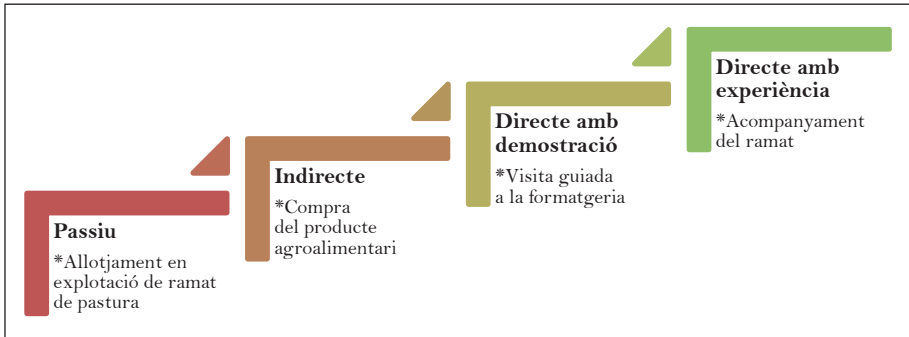 Passiu
*Allotjament en
explotació de ramat
de pastura
Indirecte
*Compra
del producte
agroalimentari
Directe amb
demostració
*Visita guiada
a la formatgeria
Directe amb
experiència
*Acompanyament
del ramat